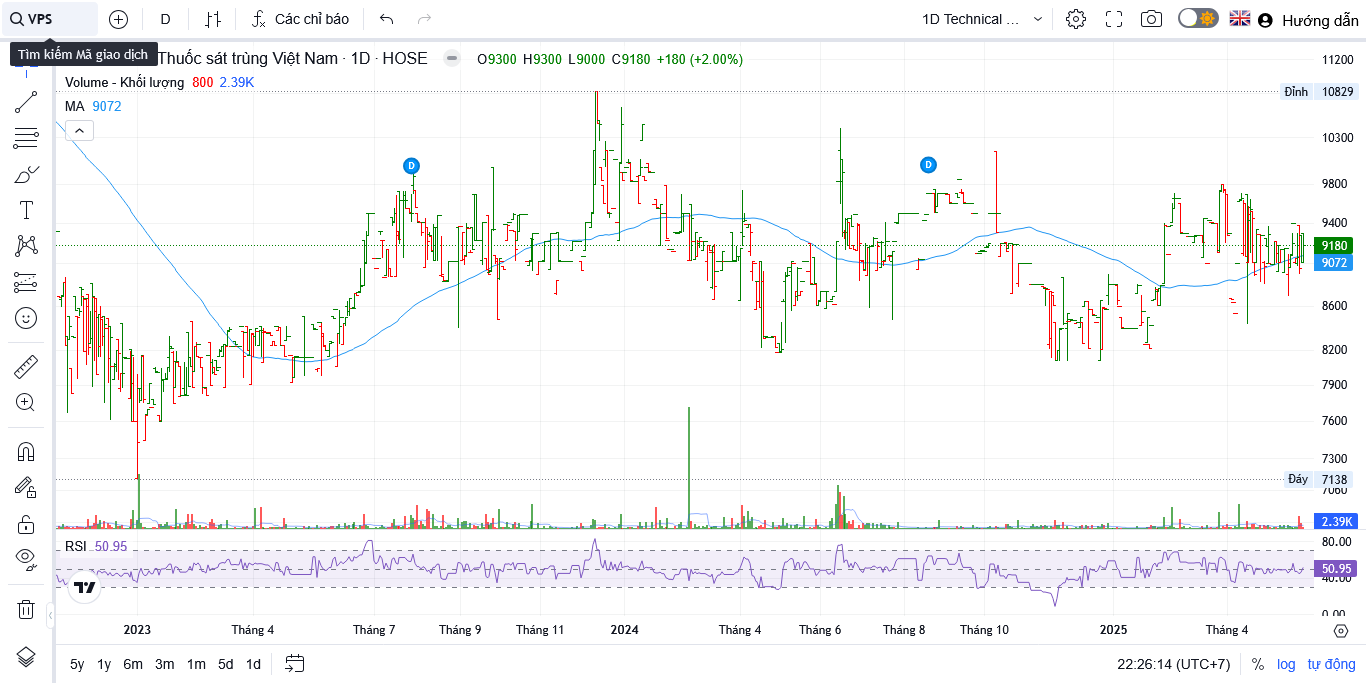 VPS
D
Các chỉ báo
1D Technical ...
Hướng dẫn
Tìm kiếm Mã giao dịch
Thuốc sát trùng Việt Nam · 1D · HOSE
O9300 H9300 L9000 C9180 +180 (+2.00%)
Volume - Khối lượng 800 2.39K
MA 9072
D
D
11200
Đỉnh 10829
10300
9800
9400
9180
9072
8600
8200
7900
7600
7300
Đáy 7138
7060
2.39K
RSI 50.95
80.00
50.95
40.00
0.00
2023 Tháng 4 Tháng 7 Tháng 9 Tháng 11 2024 Tháng 4 Tháng 6 Tháng 8 Tháng 10 2025 Tháng 4
5y 1y 6m 3m 1m 5d 1d
22:26:14 (UTC+7) % log tự động